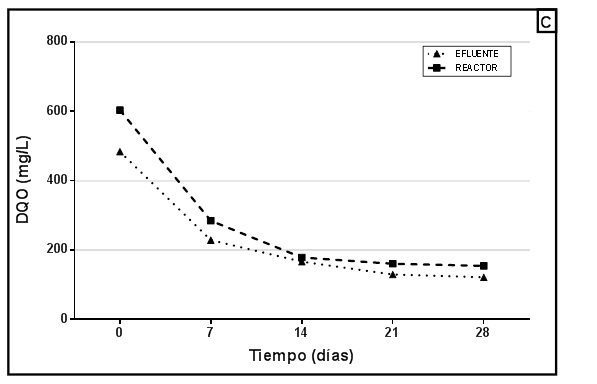 C
EFLUENTE
REACTOR
DQO (mg/L)
800
600
400
200
0
0 7 14 21 28
Tiempo (días)